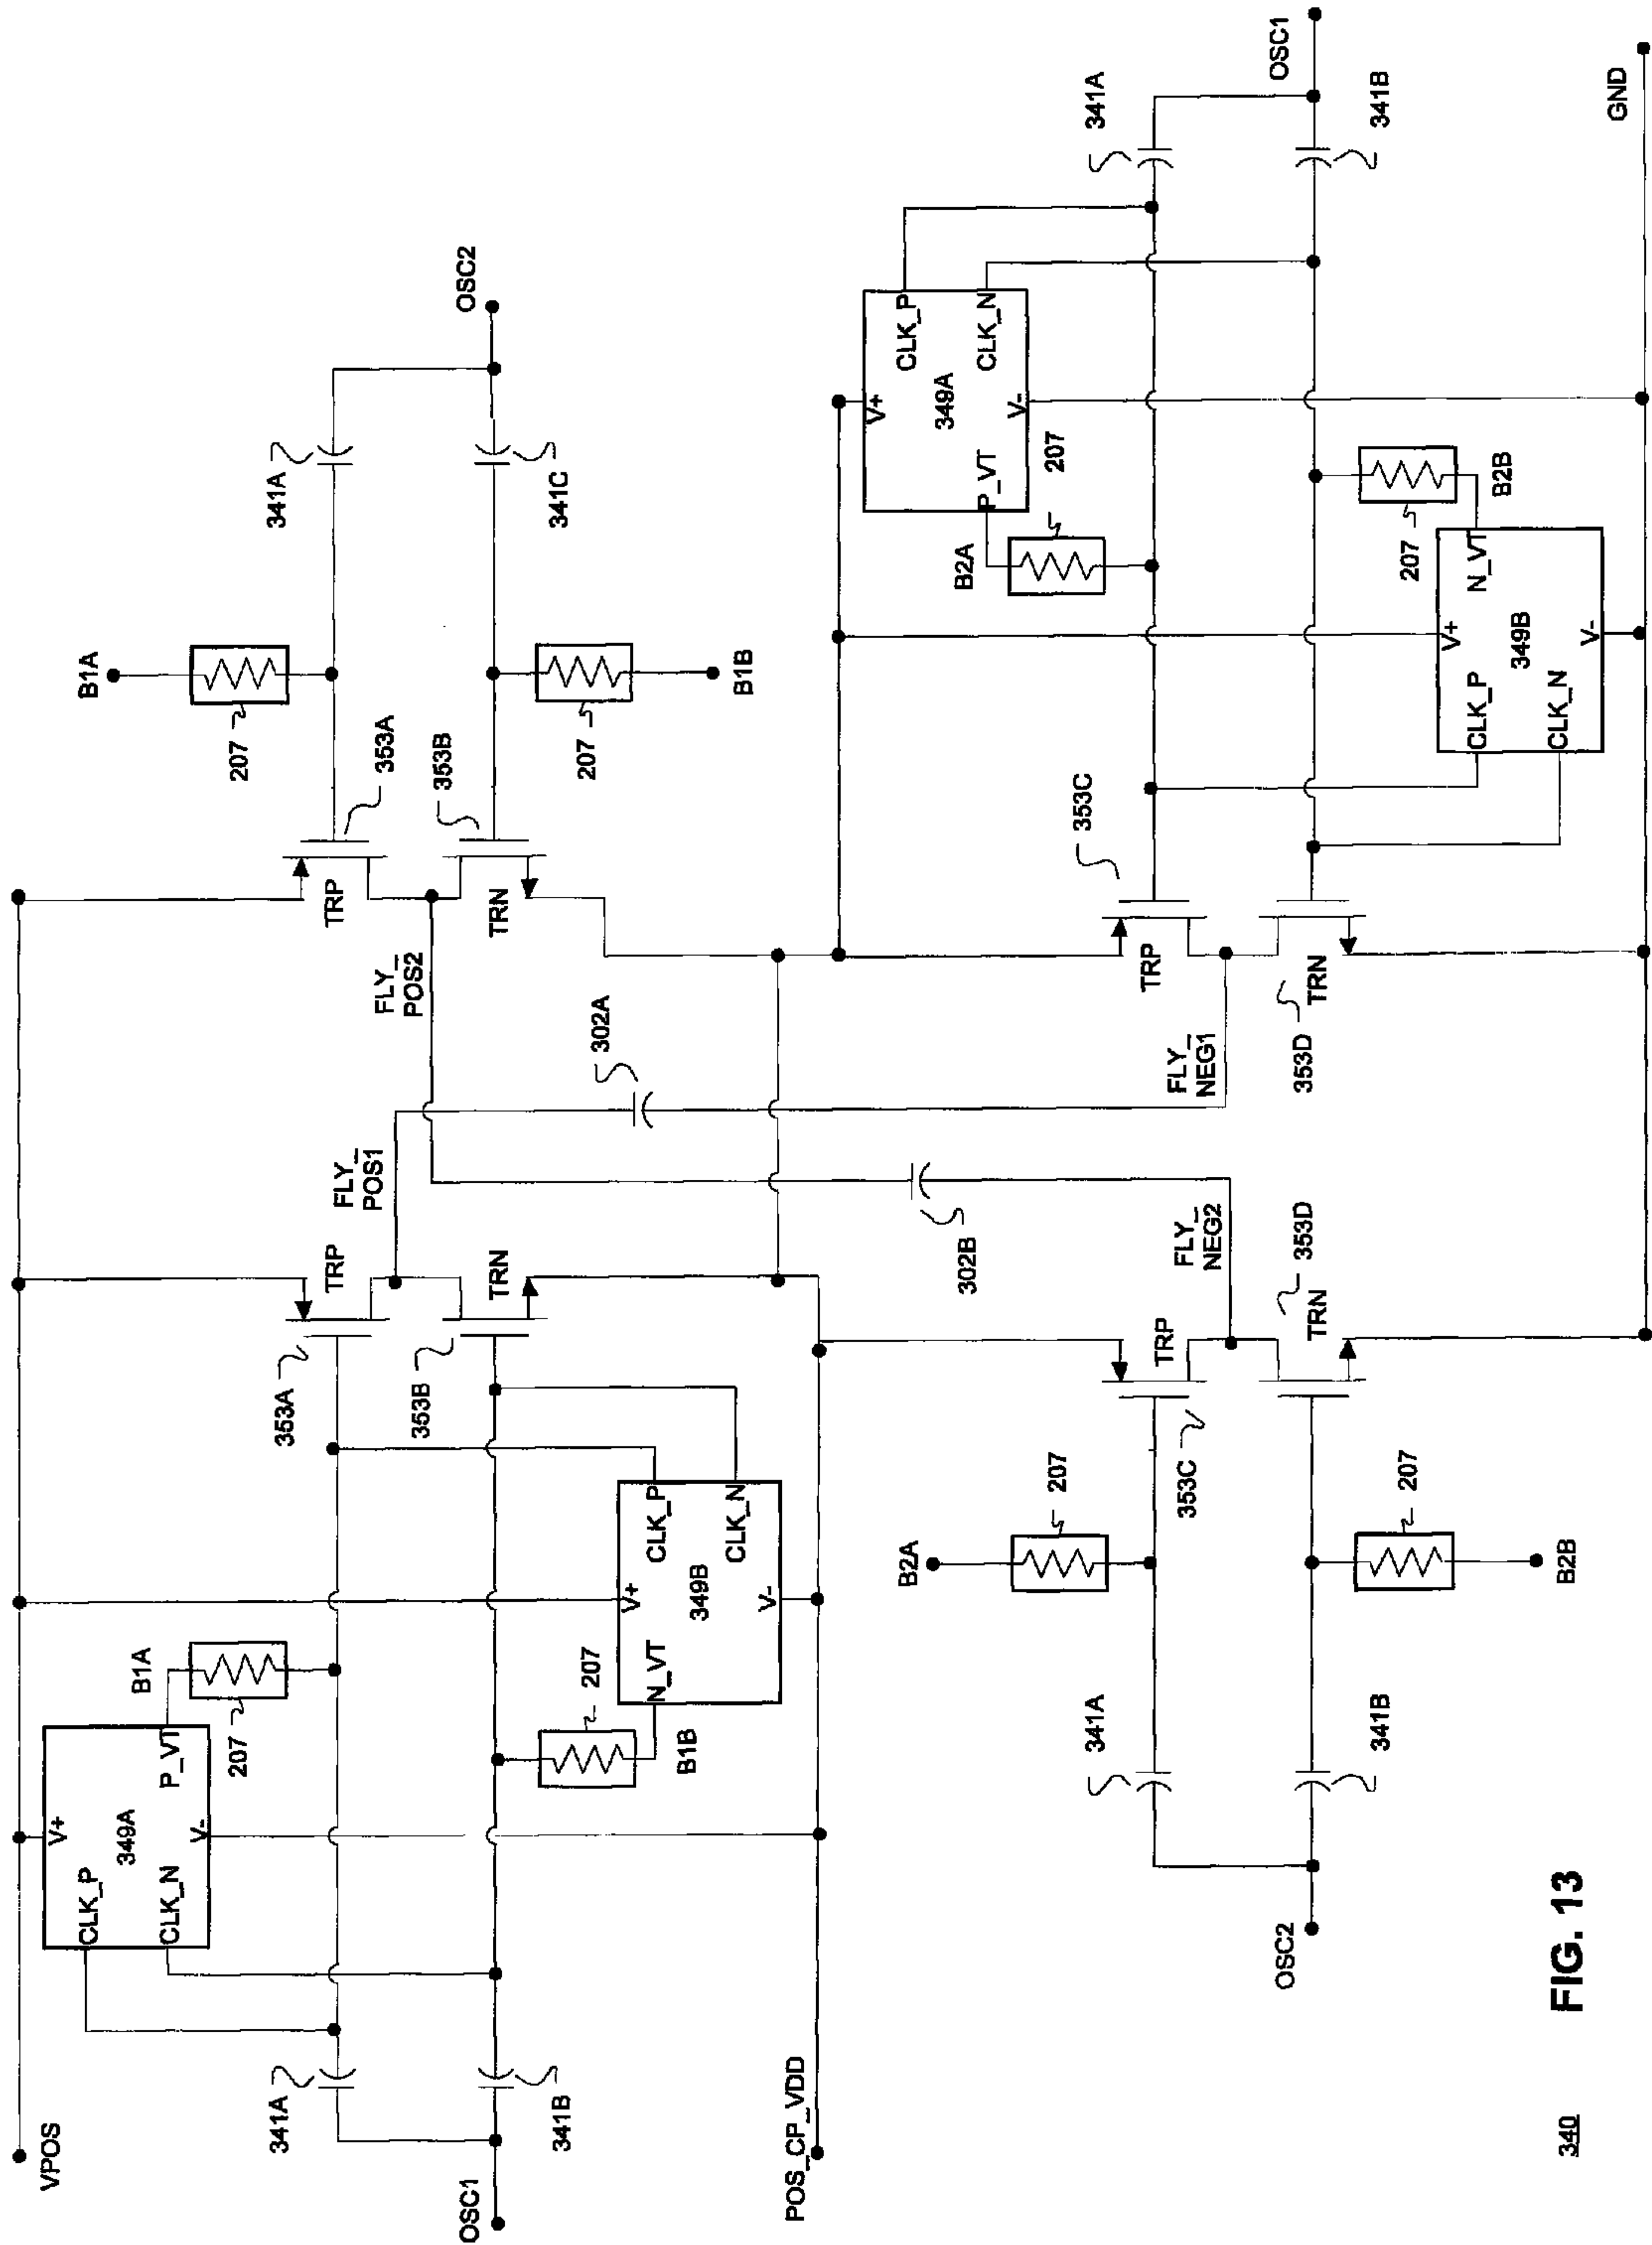 VPOS
V+
349A
CLK_P
CLK_N
P_VT
V-
B1A
207
341A
OSC1
341B
353A
TRP
353B
TRN
FLY_
POS1
V+
CLK_P
349B
N_VT
CLK_N
V-
207
B1B
POS_CP_VDD
B1A
207
353A
TRP
353B
TRN
FLY_
POS2
341A
OSC2
341C
207
B1B
302A
302B
B2A
207
341A
OSC2
341B
207
B2B
353C
TRP
FLY_
NEG2
TRN
353D
FLY_
NEG1
353C
TRP
TRN
353D
V+
349A
CLK_P
P_VT
CLK_N
V-
B2A
207
341A
OSC1
341B
V+
CLK_P
349B
N_VT
CLK_N
V-
207
B2B
GND
340
FIG. 13